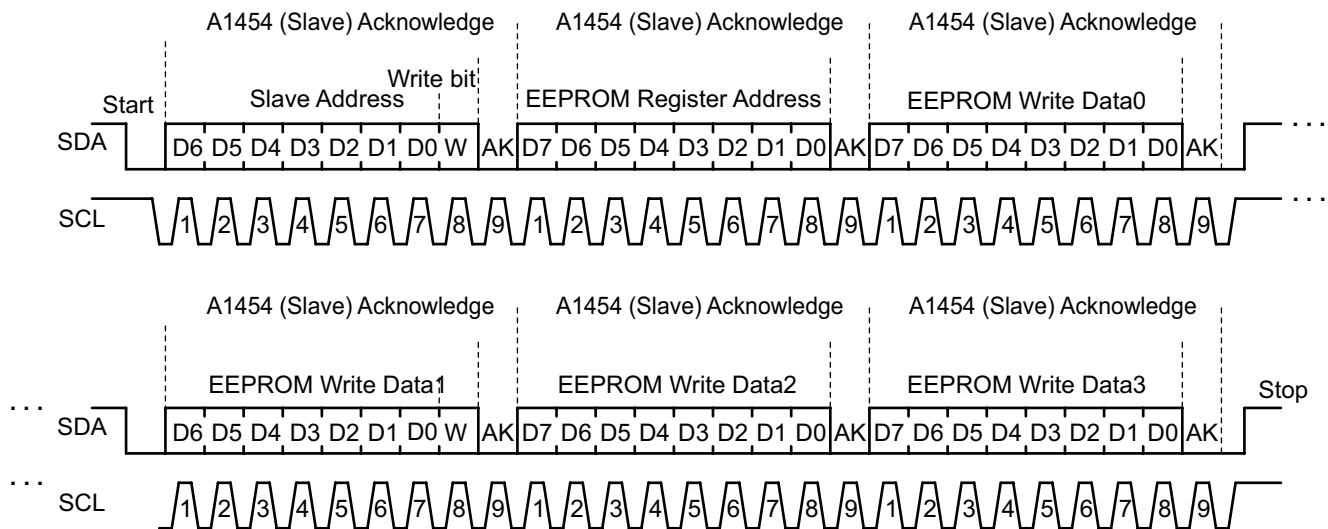 A1454 (Slave) Acknowledge A1454 (Slave) Acknowledge A1454 (Slave) Acknowledge
Write bit
Start Slave Address EEPROM Register Address EEPROM Write Data0
SDA D6 D5 D4 D3 D2 D1 D0 W AK D7 D6 D5 D4 D3 D2 D1 D0 AK D7 D6 D5 D4 D3 D2 D1 D0 AK . . .
SCL 1 2 3 4 5 6 7 8 9 1 2 3 4 5 6 7 8 9 1 2 3 4 5 6 7 8 9 . . .
A1454 (Slave) Acknowledge A1454 (Slave) Acknowledge A1454 (Slave) Acknowledge
EEPROM Write Data1 EEPROM Write Data2 EEPROM Write Data3 Stop
. . . SDA D6 D5 D4 D3 D2 D1 D0 W AK D7 D6 D5 D4 D3 D2 D1 D0 AK D7 D6 D5 D4 D3 D2 D1 D0 AK
. . . SCL 1 2 3 4 5 6 7 8 9 1 2 3 4 5 6 7 8 9 1 2 3 4 5 6 7 8 9